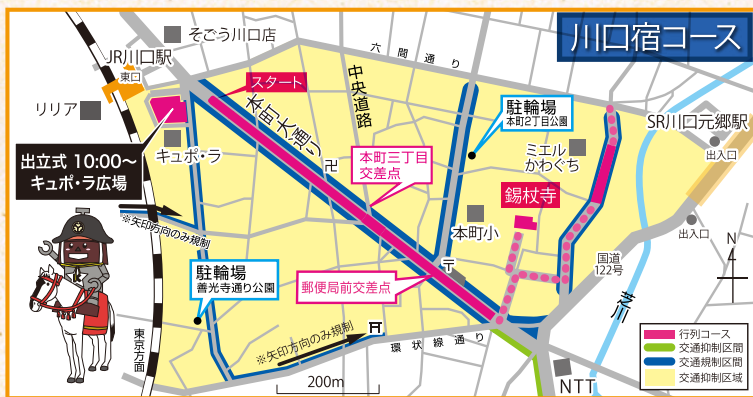 川口宿コース
そごう川口店
JR川口駅
東口
六間通り
スタート
中央道路
本町大通り
リリア
駐輪場
本町2丁目公園
SR川口元郷駅
出入口
キュポ・ラ
本町三丁目
交差点
ミエル
かわぐち
出立式 10:00~
キュポ・ラ広場
錫杖寺
本町小
出入口
※矢印方向のみ規制
国道
122号
N
駐輪場
善光寺通り公園
郵便局前交差点
芝川
東京方面
※矢印方向のみ規制
環状線通り
200m
NTT
行列コース
交通抑制区間
交通規制区間
交通抑制区域